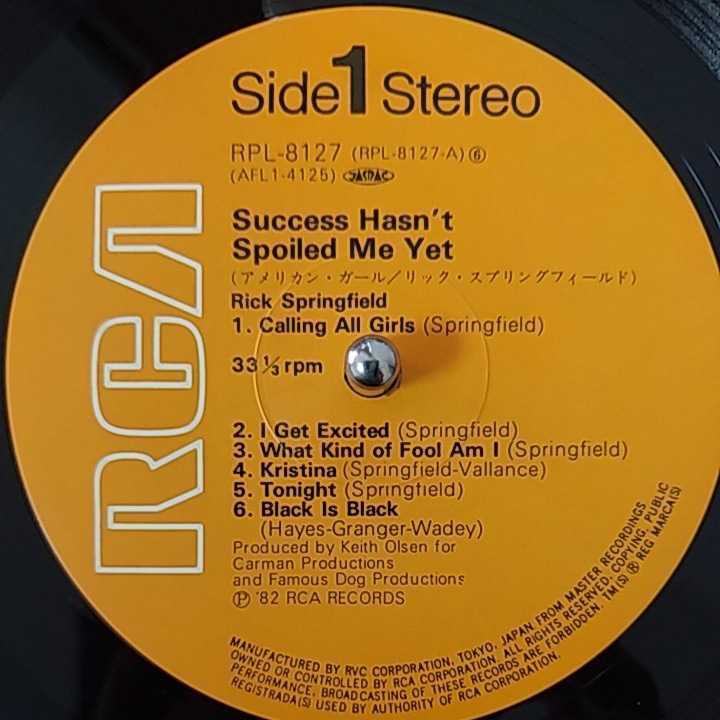 Side 1 Stereo
RPL-8127 (RPL-8127-A) ⑥
(AFL1-4125) JASRAC
RCA
Success Hasn't
Spoiled Me Yet
(アメリカン・ガール／リック・スプリングフィールド)
Rick Springfield
1. Calling All Girls (Springfield)
33 1/3 rpm
2. I Get Excited (Springfield)
3. What Kind of Fool Am I (Springfield)
4. Kristina (Springfield-Vallance)
5. Tonight (Springfield)
6. Black Is Black
(Hayes-Granger-Wadey)
Produced by Keith Olsen for
Carman Productions
and Famous Dog Productions
℗ '82 RCA RECORDS
MANUFACTURED BY RVC CORPORATION, TOKYO, JAPAN FROM MASTER RECORDINGS
OWNED OR CONTROLLED BY RCA CORPORATION. ALL RIGHTS RESERVED. COPYING, PUBLIC
PERFORMANCE, BROADCASTING OF THESE RECORDS ARE FORBIDDEN. TM(S) ® REG MARCA(S)
REGISTRADA(S) USED BY AUTHORITY OF RCA CORPORATION.